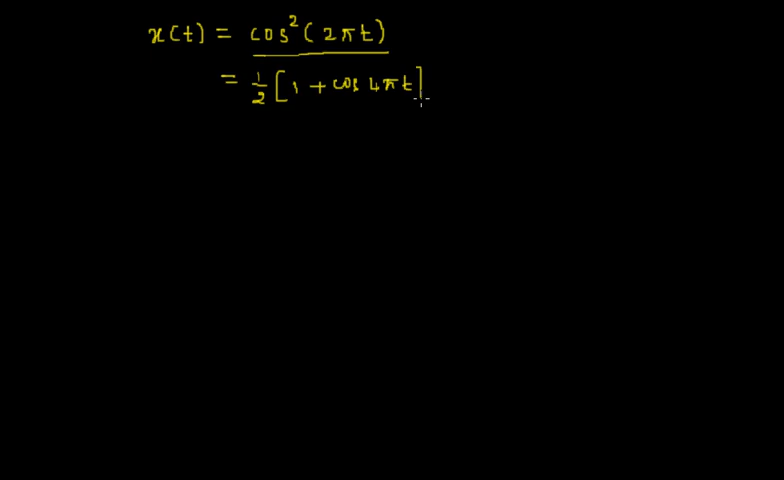 x(t) = cos²(2πt)
= 1/2 [1 + cos 4πt]